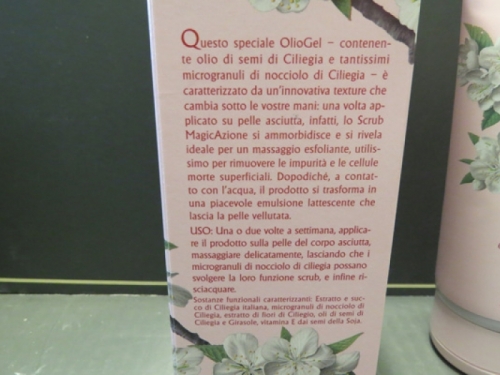 Questo speciale OlioGel – contenen-
te olio di semi di Ciliegia e tantissimi
microgranuli di nocciolo di Ciliegia – è
caratterizzato da un'innovativa texture che
cambia sotto le vostre mani: una volta ap-
plicato su pelle asciutta, infatti, lo Scrub
MagicAzione si ammorbidisce e si rivela
ideale per un massaggio esfoliante, utilis-
simo per rimuovere le impurità e le cellule
morte superficiali. Dopodiché, a contat-
to con l'acqua, il prodotto si trasforma in
una piacevole emulsione lattescente che
lascia la pelle vellutata.
USO: Una o due volte a settimana, applica-
re il prodotto sulla pelle del corpo asciutta,
massaggiare delicatamente, lasciando che i
microgranuli di nocciolo di ciliegia possano
svolgere la loro funzione scrub, e infine ri-
sciacquare.
Sostanze funzionali caratterizzanti: Estratto e suc-
co di Ciliegia italiana, microgranuli di nocciolo di
Ciliegia, estratto di fiori di Ciliegio, oli di semi di
Ciliegia e Girasole, vitamina E dai semi della Soja.